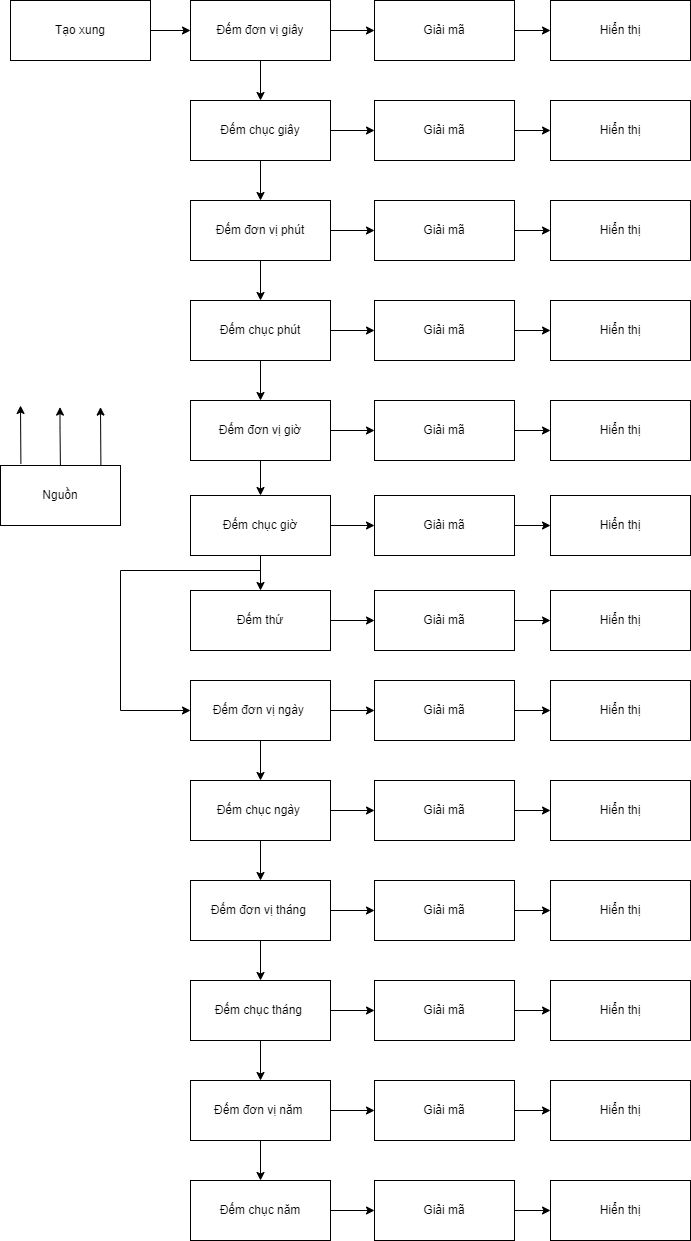 Tạo xung
Đếm đơn vị giây
Giải mã
Hiển thị
Đếm chục giây
Giải mã
Hiển thị
Đếm đơn vị phút
Giải mã
Hiển thị
Đếm chục phút
Giải mã
Hiển thị
Đếm đơn vị giờ
Giải mã
Hiển thị
Nguồn
Đếm chục giờ
Giải mã
Hiển thị
Đếm thứ
Giải mã
Hiển thị
Đếm đơn vị ngày
Giải mã
Hiển thị
Đếm chục ngày
Giải mã
Hiển thị
Đếm đơn vị tháng
Giải mã
Hiển thị
Đếm chục tháng
Giải mã
Hiển thị
Đếm đơn vị năm
Giải mã
Hiển thị
Đếm chục năm
Giải mã
Hiển thị